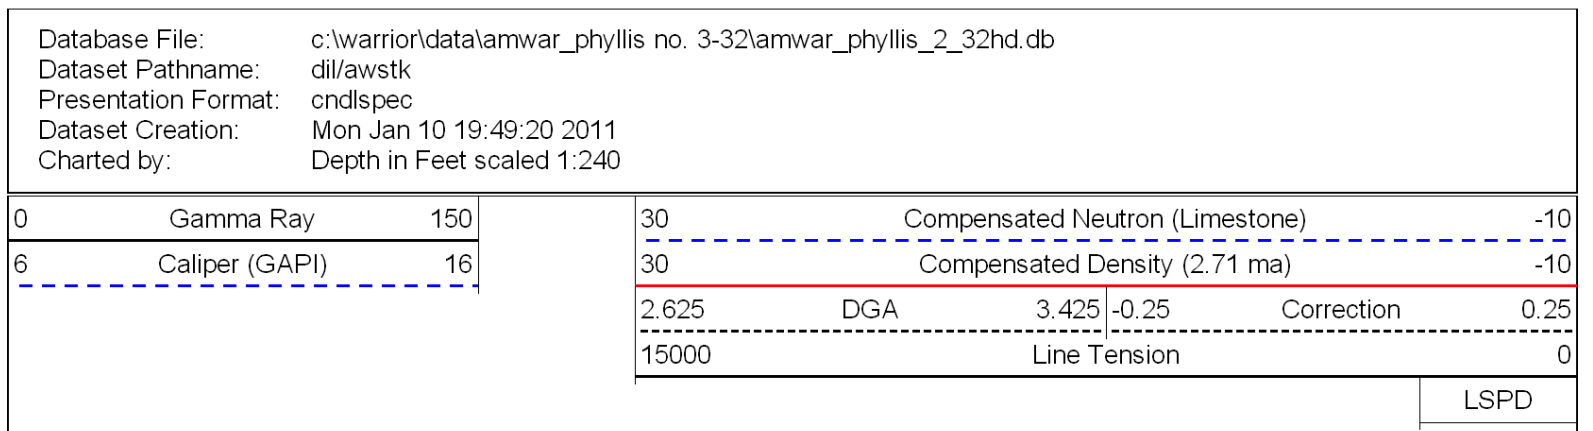 Database File: c:\warrior\data\amwar_phyllis no. 3-32\amwar_phyllis_2_32hd.db
Dataset Pathname: dil/awstk
Presentation Format: cndlspec
Dataset Creation: Mon Jan 10 19:49:20 2011
Charted by: Depth in Feet scaled 1:240
0 Gamma Ray 150 30 Compensated Neutron (Limestone) -10
6 Caliper (GAPI) 16 30 Compensated Density (2.71 ma) -10
2.625 DGA 3.425 -0.25 Correction 0.25
15000 Line Tension 0
LSPD